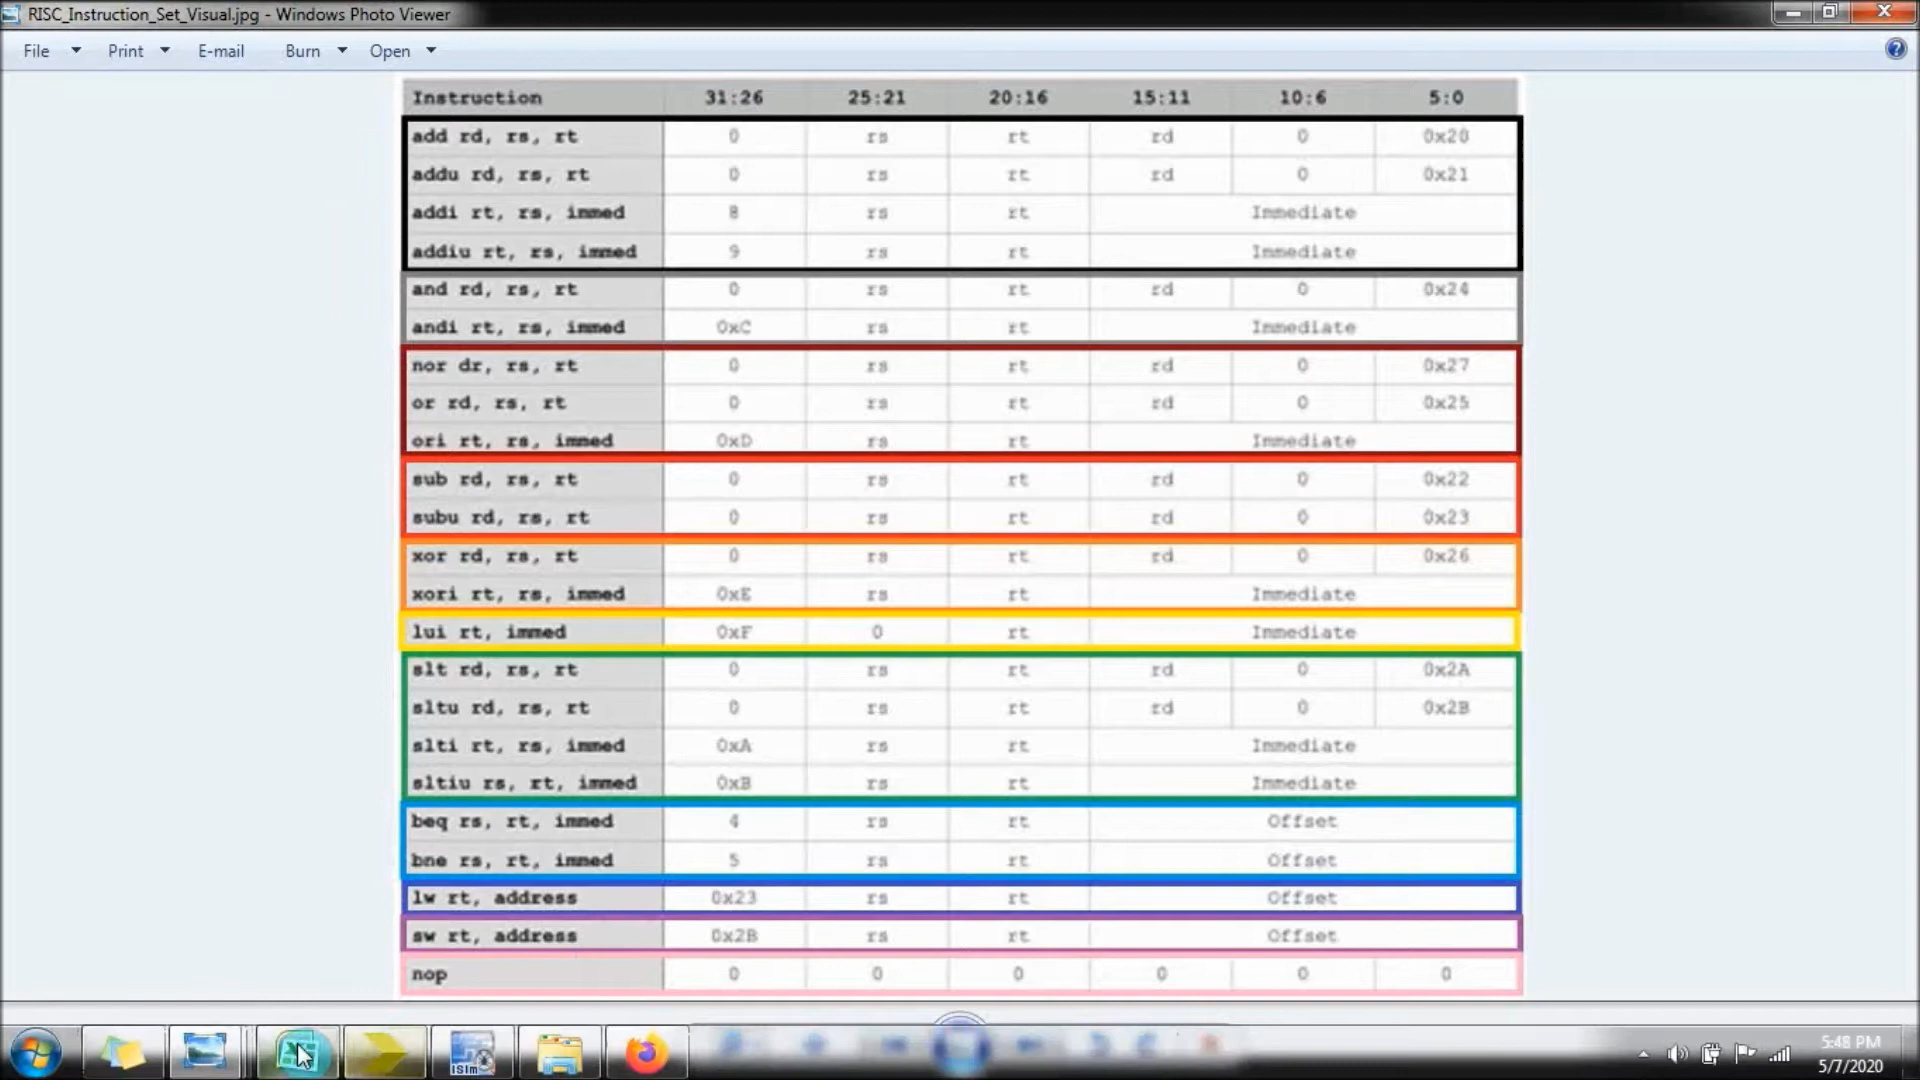 RISC_Instruction_Set_Visual.jpg - Windows Photo Viewer
File Print E-mail Burn Open
Instruction 31:26 25:21 20:16 15:11 10:6 5:0
add rd, rs, rt 0 rs rt rd 0 0x20
addu rd, rs, rt 0 rs rt rd 0 0x21
addi rt, rs, immed 8 rs rt Immediate
addiu rt, rs, immed 9 rs rt Immediate
and rd, rs, rt 0 rs rt rd 0 0x24
andi rt, rs, immed 0xC rs rt Immediate
nor dr, rs, rt 0 rs rt rd 0 0x27
or rd, rs, rt 0 rs rt rd 0 0x25
ori rt, rs, immed 0xD rs rt Immediate
sub rd, rs, rt 0 rs rt rd 0 0x22
subu rd, rs, rt 0 rs rt rd 0 0x23
xor rd, rs, rt 0 rs rt rd 0 0x26
xori rt, rs, immed 0xE rs rt Immediate
lui rt, immed 0xF 0 rt Immediate
slt rd, rs, rt 0 rs rt rd 0 0x2A
sltu rd, rs, rt 0 rs rt rd 0 0x2B
slti rt, rs, immed 0xA rs rt Immediate
sltiu rs, rt, immed 0xB rs rt Immediate
beq rs, rt, immed 4 rs rt Offset
bne rs, rt, immed 5 rs rt Offset
lw rt, address 0x23 rs rt Offset
sw rt, address 0x2B rs rt Offset
nop 0 0 0 0 0 0
ISim
5:48 PM
5/7/2020